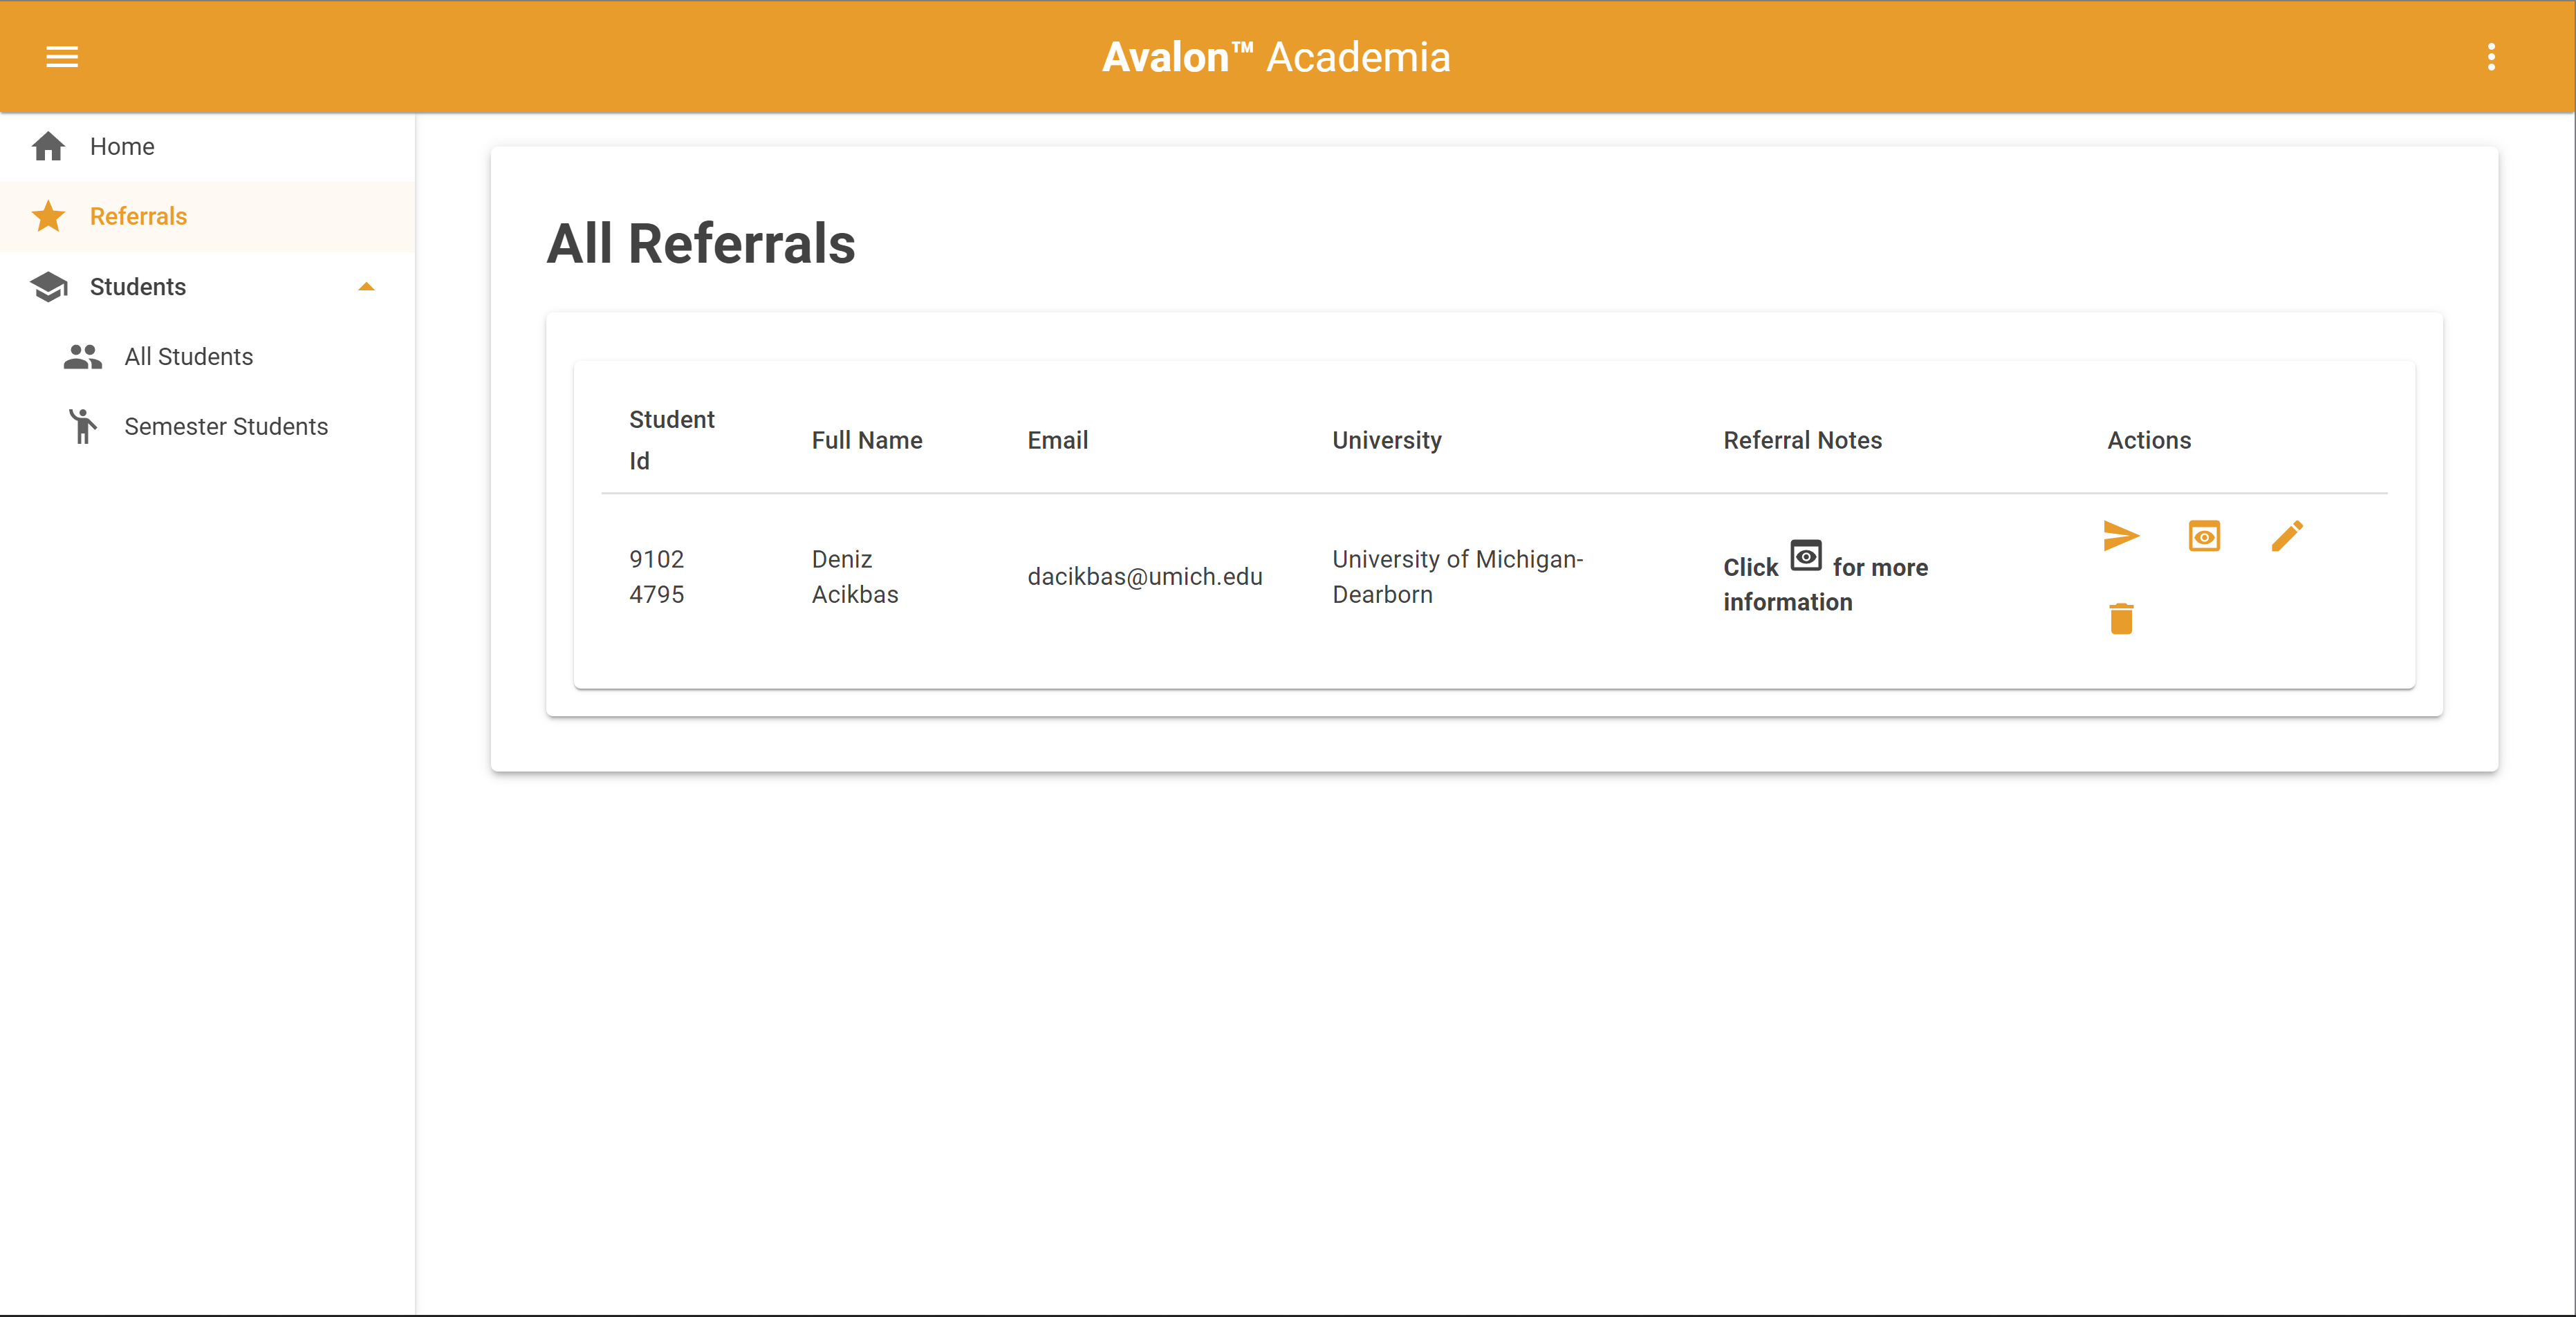 Avalon™ Academia
Home
Referrals
Students
All Students
Semester Students
All Referrals
Student
Id
Full Name
Email
University
Referral Notes
Actions
9102
4795
Deniz
Acikbas
dacikbas@umich.edu
University of Michigan-
Dearborn
Click for more
information